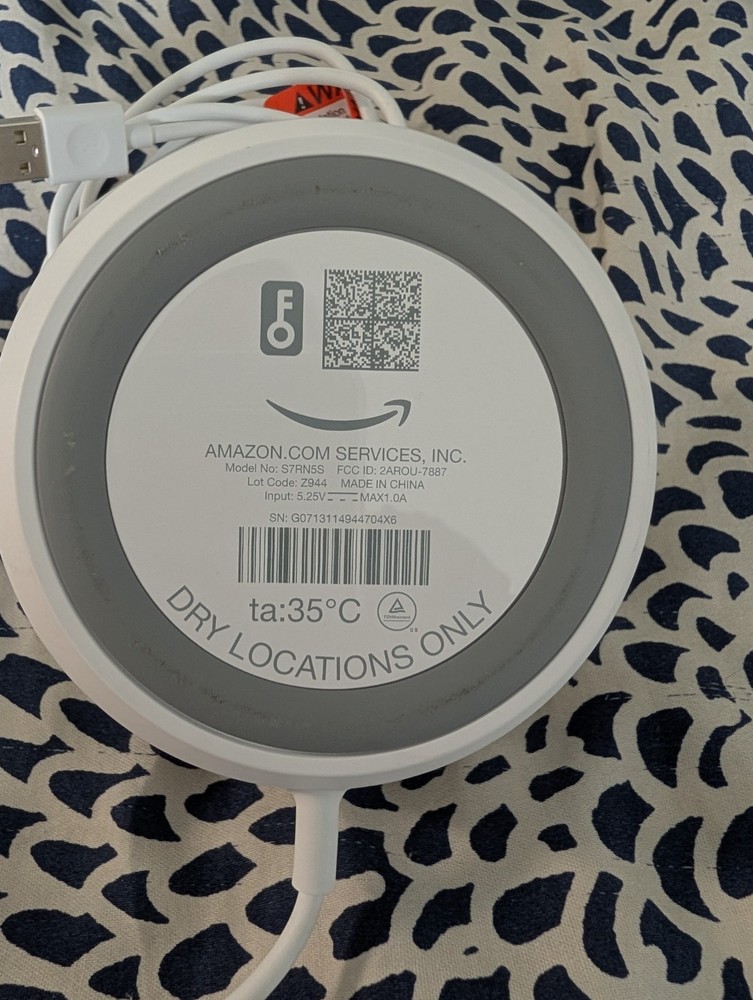 AMAZON.COM SERVICES, INC.
Model No: S7RN5S FCC ID: 2AROU-7887
Lot Code: Z944 MADE IN CHINA
Input: 5.25V⎓MAX1.0A
SN: G0713114944704X6
ta:35°C
DRY LOCATIONS ONLY